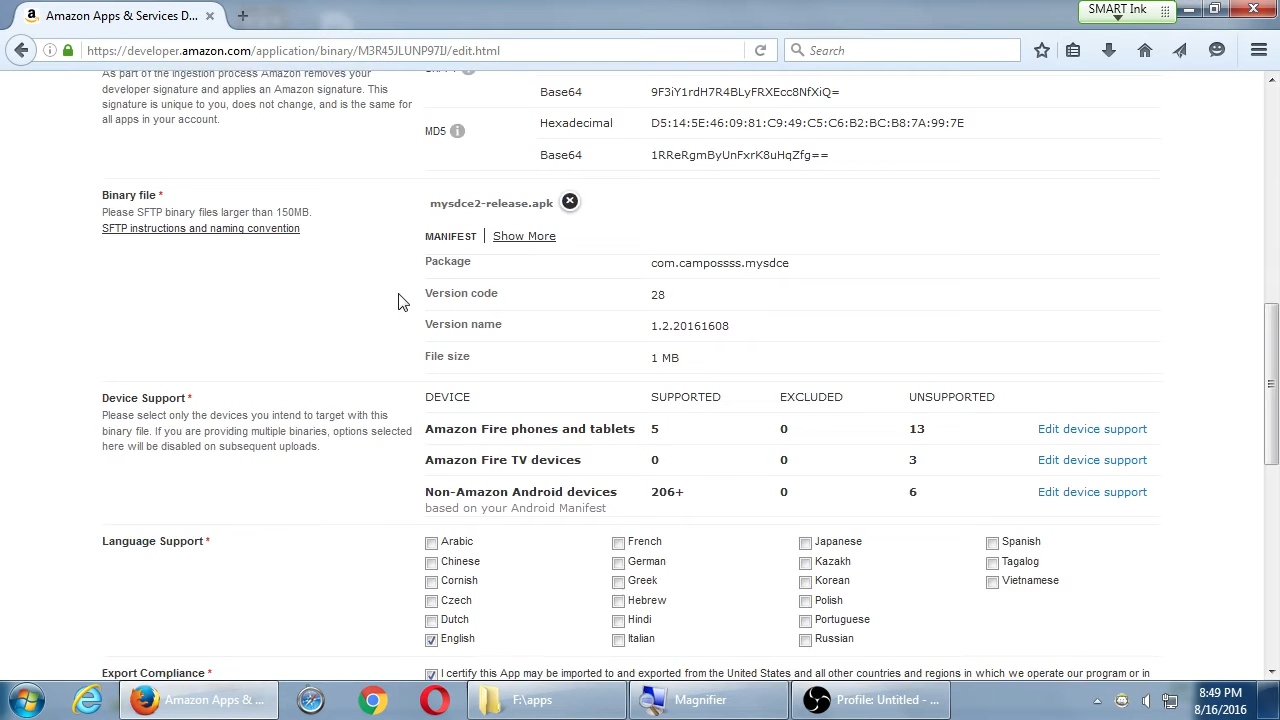 Amazon Apps & Services D...
SMART Ink
https://developer.amazon.com/application/binary/M3R45JLUNP97IJ/edit.html
Search
As part of the ingestion process Amazon removes your
developer signature and applies an Amazon signature. This
signature is unique to you, does not change, and is the same for
all apps in your account.
Base64 9F3iY1rdH7R4BLyFRXEcc8NfXiQ=
MD5 Hexadecimal D5:14:5E:46:09:81:C9:49:C5:C6:B2:BC:B8:7A:99:7E
Base64 1RReRgmByUnFxrK8uHqZfg==
Binary file *
Please SFTP binary files larger than 150MB.
SFTP instructions and naming convention
mysdce2-release.apk
MANIFEST | Show More
Package com.campossss.mysdce
Version code 28
Version name 1.2.20161608
File size 1 MB
Device Support *
Please select only the devices you intend to target with this
binary file. If you are providing multiple binaries, options selected
here will be disabled on subsequent uploads.
DEVICE SUPPORTED EXCLUDED UNSUPPORTED
Amazon Fire phones and tablets 5 0 13 Edit device support
Amazon Fire TV devices 0 0 3 Edit device support
Non-Amazon Android devices 206+ 0 6 Edit device support
based on your Android Manifest
Language Support *
Arabic French Japanese Spanish
Chinese German Kazakh Tagalog
Cornish Greek Korean Vietnamese
Czech Hebrew Polish
Dutch Hindi Portuguese
English Italian Russian
Export Compliance *
I certify this App may be imported to and exported from the United States and all other countries and regions in which we operate our program or in
Amazon Apps & ...
F:\apps
Magnifier
Profile: Untitled - ...
8:49 PM
8/16/2016